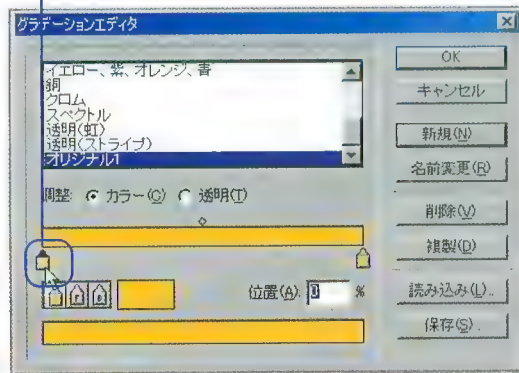 グラデーションエディタ
イエロー、紫、オレンジ、青
銅
クロム
スペクトル
透明(虹)
透明(ストライプ)
オリジナル1
調整: カラー(C) 透明(T)
位置(A): %
OK
キャンセル
新規(N)
名前変更(R)
削除(V)
複製(D)
読み込み(L)...
保存(S)...